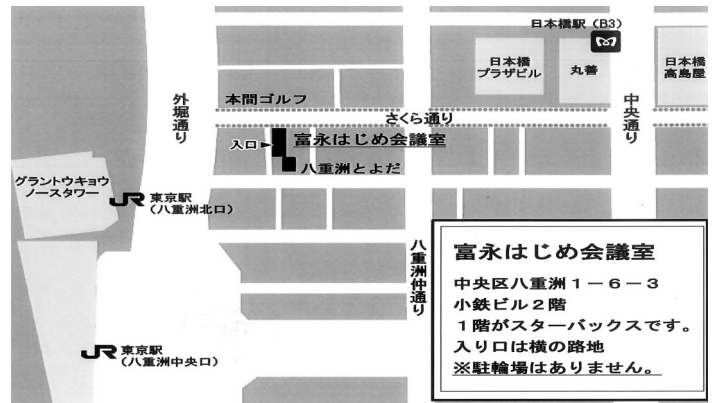 日本橋駅（B3）
日本橋
プラザビル
丸善
日本橋
高島屋
外堀通り
本間ゴルフ
中央通り
さくら通り
入口
富永はじめ会議室
八重洲とよだ
グラントウキョウ
ノースタワー
JR 東京駅
（八重洲北口）
八重洲仲通り
JR 東京駅
（八重洲中央口）
富永はじめ会議室
中央区八重洲１－６－３
小鉄ビル２階
１階がスターバックスです。
入り口は横の路地
※駐輪場はありません。